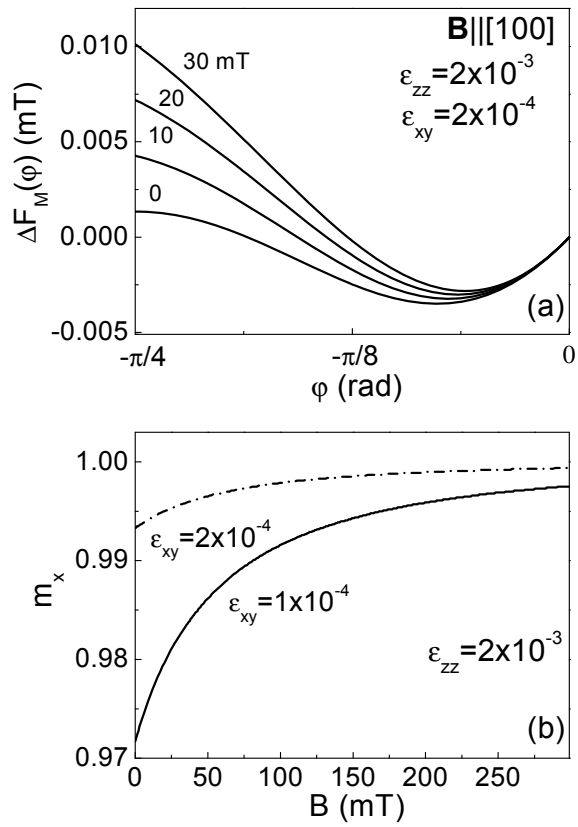 0.010
0.005
0.000
-0.005
ΔF_M(φ) (mT)
30 mT
20
10
0
B||[100]
ε_zz=2x10^-3
ε_xy=2x10^-4
(a)
-π/4
-π/8
0
φ (rad)
1.00
0.99
0.98
0.97
m_x
ε_xy=2x10^-4
ε_xy=1x10^-4
ε_zz=2x10^-3
(b)
0 50 100 150 200 250
B (mT)